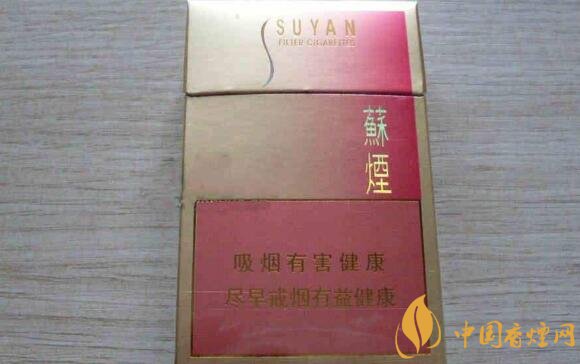 SUYAN
FILTER CIGARETTES
蘇
煙
吸烟有害健康
尽早戒烟有益健康
中国香烟网